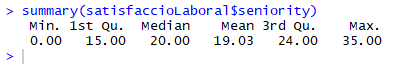 > summary(satisfaccioLaboral$seniority)
   Min. 1st Qu.  Median    Mean 3rd Qu.    Max.
   0.00   15.00   20.00   19.03   24.00   35.00
>